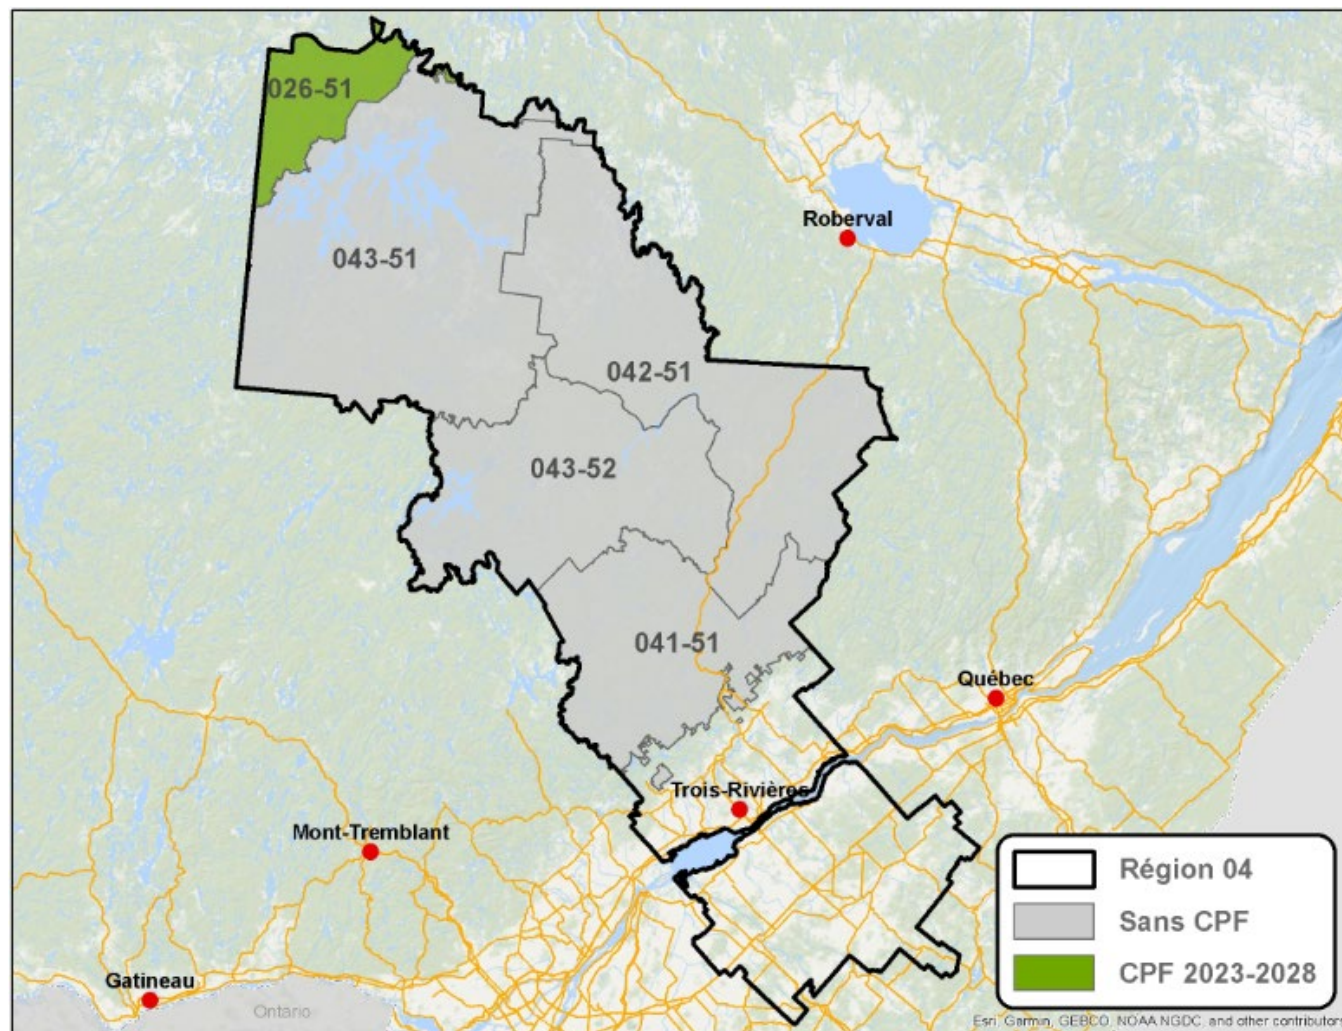 026-51
Roberval
043-51
042-51
043-52
041-51
Québec
Trois-Rivières
Mont-Tremblant
Région 04
Sans CPF
CPF 2023-2028
Gatineau
Ontario
Esri, Garmin, GEBCO, NOAA NGDC, and other contributor